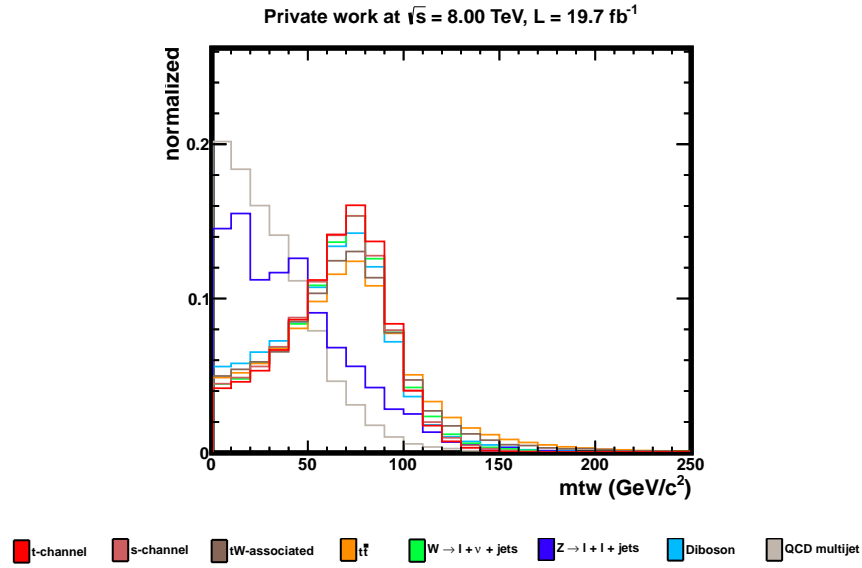 Private work at √s = 8.00 TeV, L = 19.7 fb⁻¹
normalized
0.2
0.1
0
0 50 100 150 200 250
mtw (GeV/c²)
t-channel s-channel tW-associated tt̄ W → l + ν + jets Z → l + l + jets Diboson QCD multijet